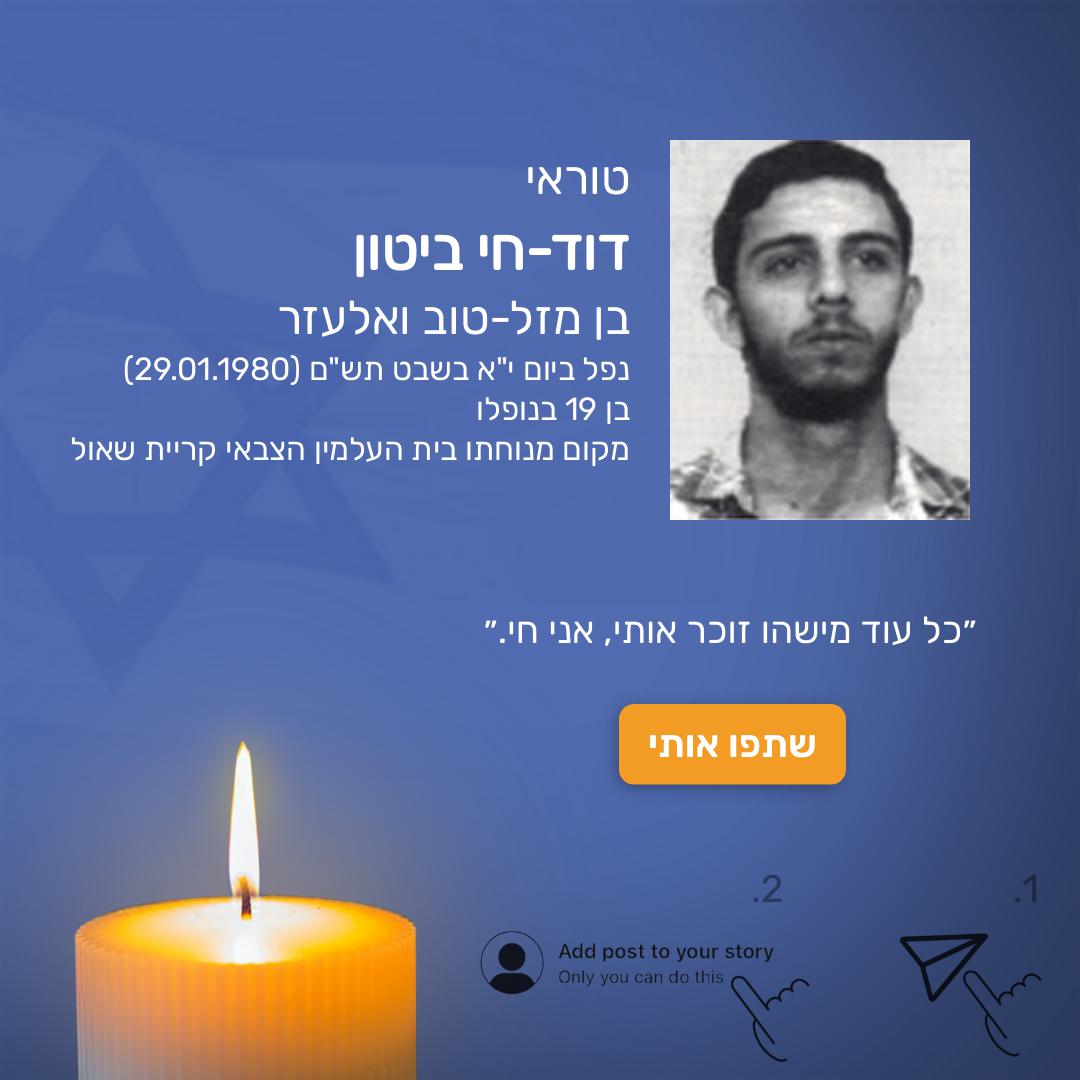 טוראי
דוד-חי ביטון
בן מזל-טוב ואלעזר
נפל ביום י"א בשבט תש"ם (29.01.1980)
בן 19 בנופלו
מקום מנוחתו בית העלמין הצבאי קריית שאול
״כל עוד מישהו זוכר אותי, אני חי.״
שתפו אותי
.1
.2
Add post to your story
Only you can do this